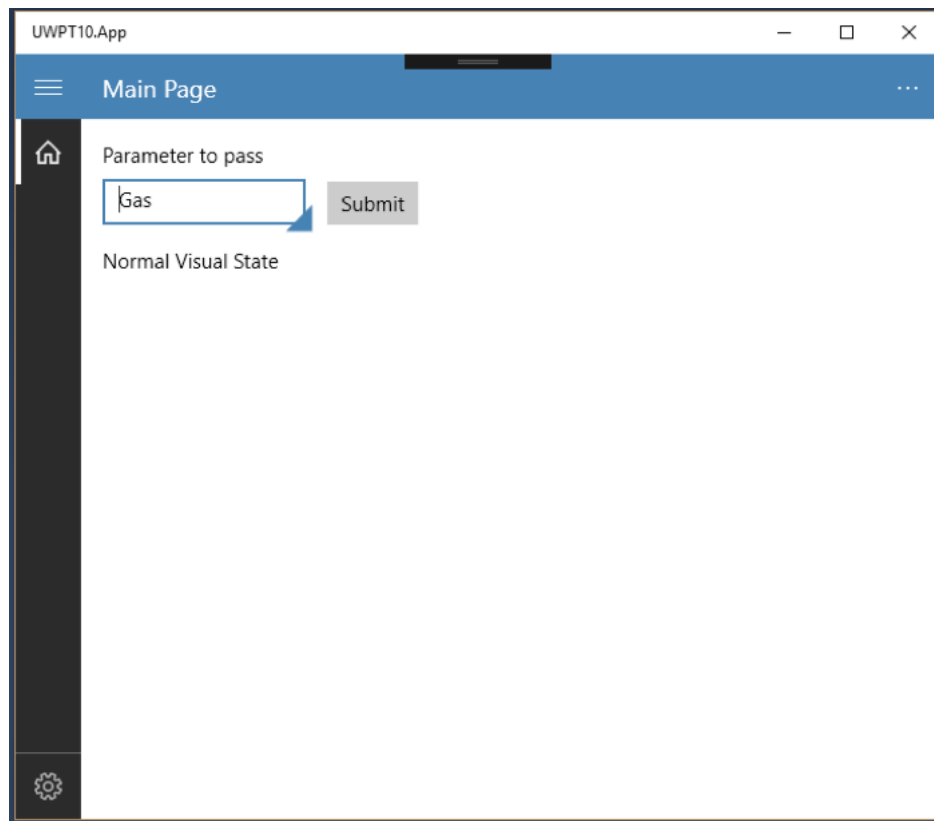 UWPT10.App
Main Page
Parameter to pass
Gas
Submit
Normal Visual State